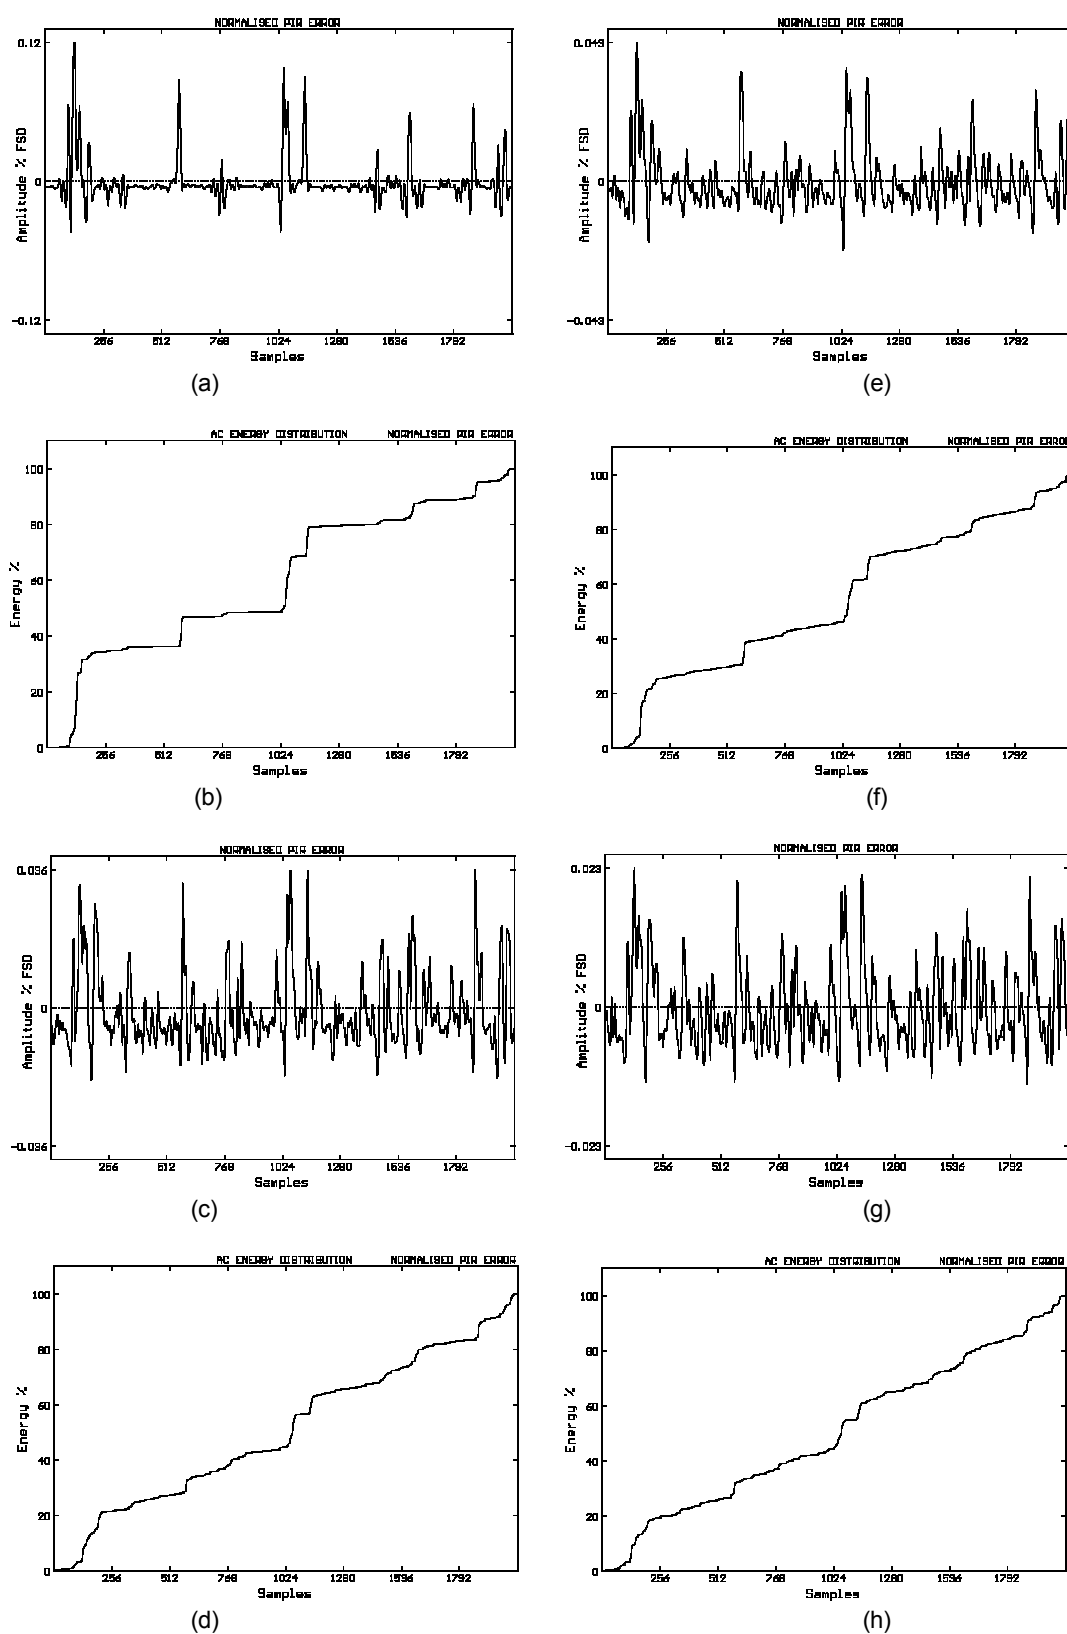 NORMALISED PIR ERROR
0.12
0
-0.12
Amplitude % FSD
256 512 768 1024 1280 1536 1792
Samples
(a)
NORMALISED PIR ERROR
0.049
0
-0.049
Amplitude % FSD
256 512 768 1024 1280 1536 1792
Samples
(e)
AC ENERGY DISTRIBUTION NORMALISED PIR ERROR
100
80
60
40
20
0
Energy %
256 512 768 1024 1280 1536 1792
Samples
(b)
AC ENERGY DISTRIBUTION NORMALISED PIR ERROR
100
80
60
40
20
0
Energy %
256 512 768 1024 1280 1536 1792
Samples
(f)
NORMALISED PIR ERROR
0.036
0
-0.036
Amplitude % FSD
256 512 768 1024 1280 1536 1792
Samples
(c)
NORMALISED PIR ERROR
0.023
0
-0.023
Amplitude % FSD
256 512 768 1024 1280 1536 1792
Samples
(g)
AC ENERGY DISTRIBUTION NORMALISED PIR ERROR
100
80
60
40
20
0
Energy %
256 512 768 1024 1280 1536 1792
Samples
(d)
AC ENERGY DISTRIBUTION NORMALISED PIR ERROR
100
80
60
40
20
0
Energy %
256 512 768 1024 1280 1536 1792
Samples
(h)